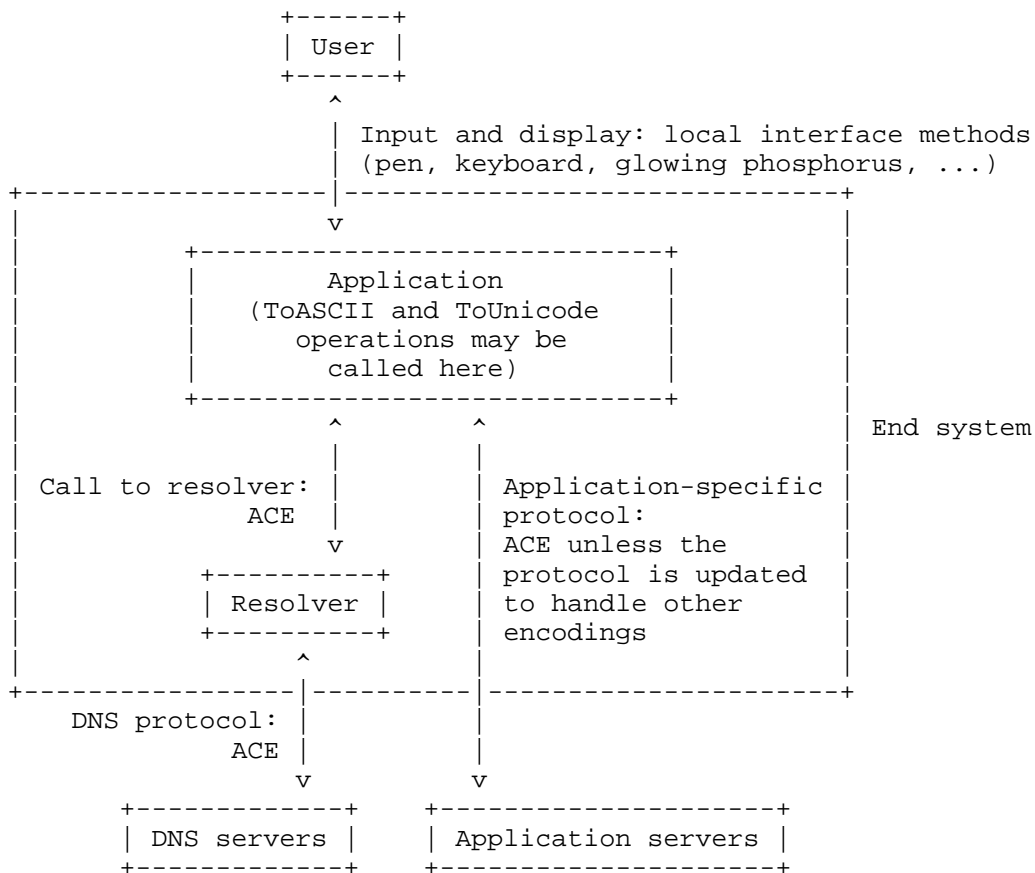 User
Input and display: local interface methods
(pen, keyboard, glowing phosphorus, ...)
Application
(ToASCII and ToUnicode
operations may be
called here)
End system
Call to resolver:
ACE
Application-specific
protocol:
ACE unless the
protocol is updated
to handle other
encodings
Resolver
DNS protocol:
ACE
DNS servers
Application servers